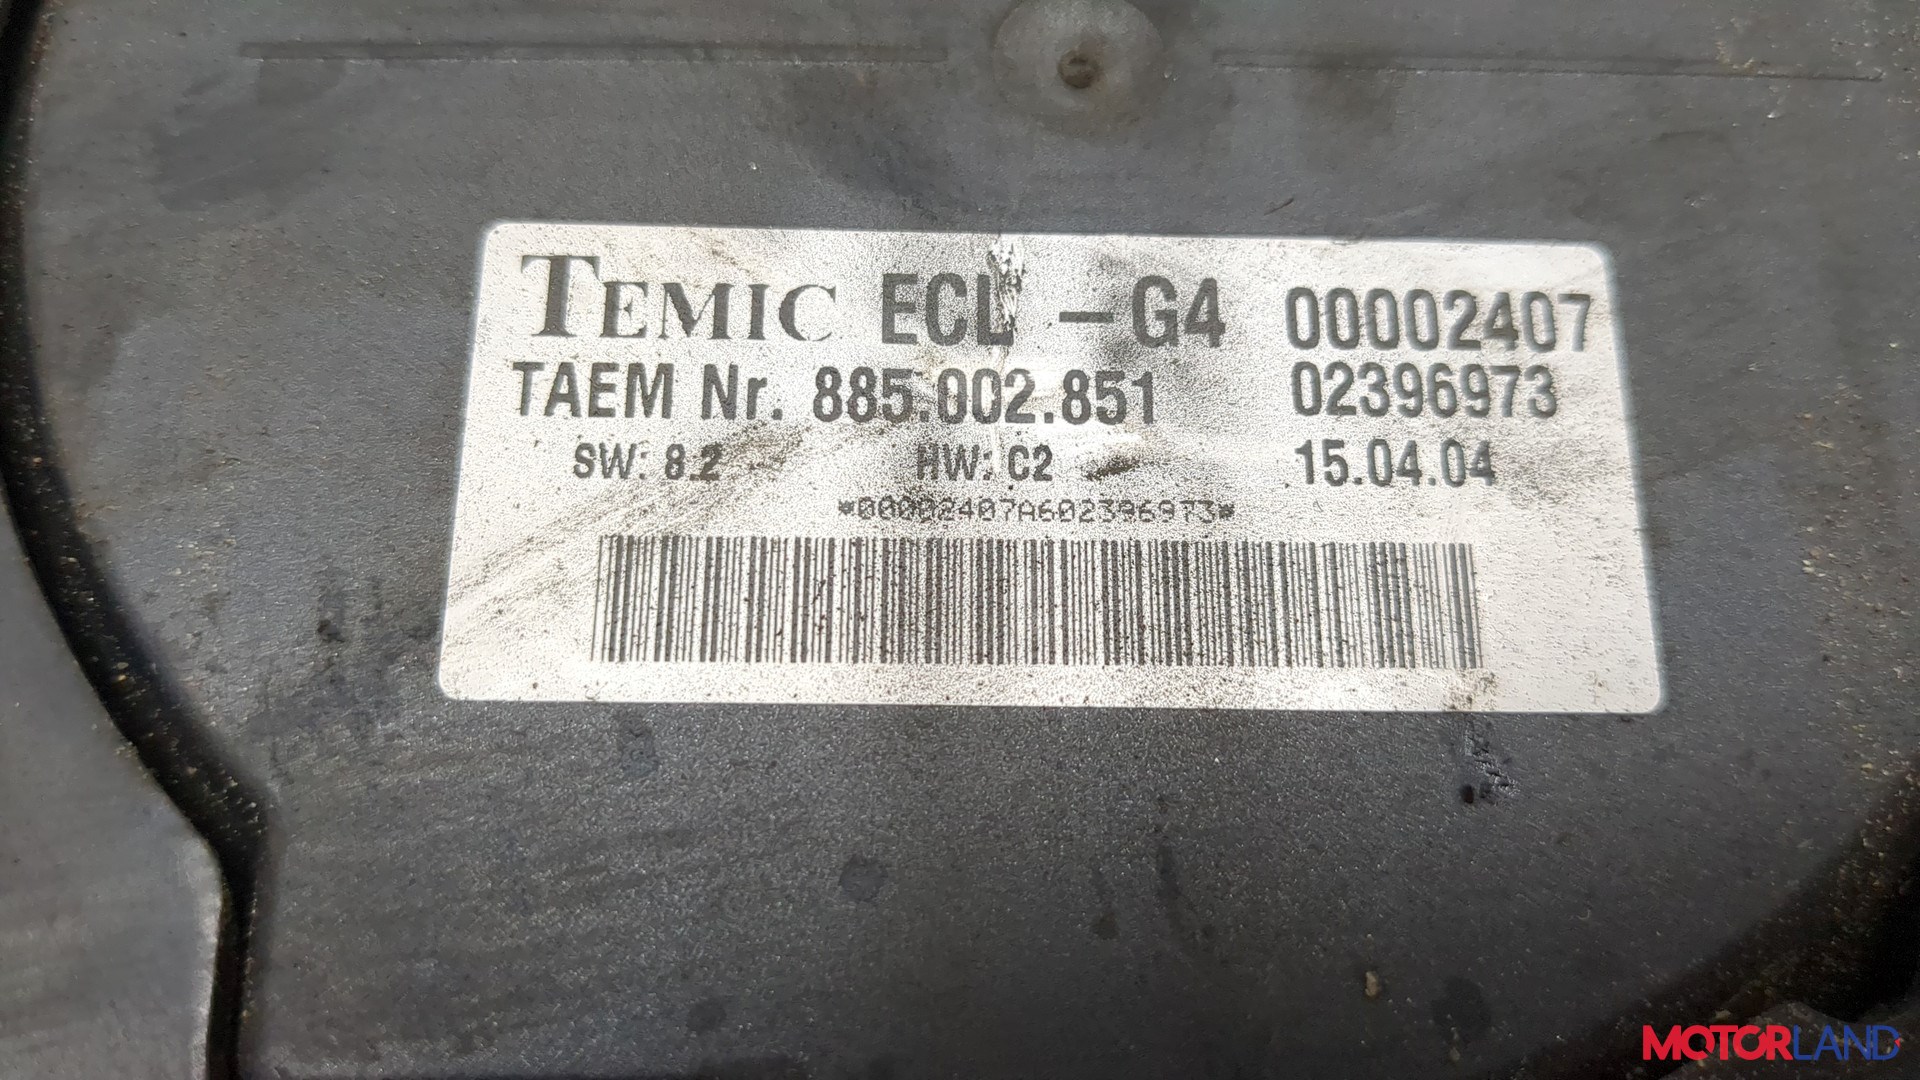 TEMIC ECL -G4 00002407
TAEM Nr. 885.002.851 02396973
SW: 8.2 HW: C2 15.04.04
*00002407A602396973*
MOTORLAND